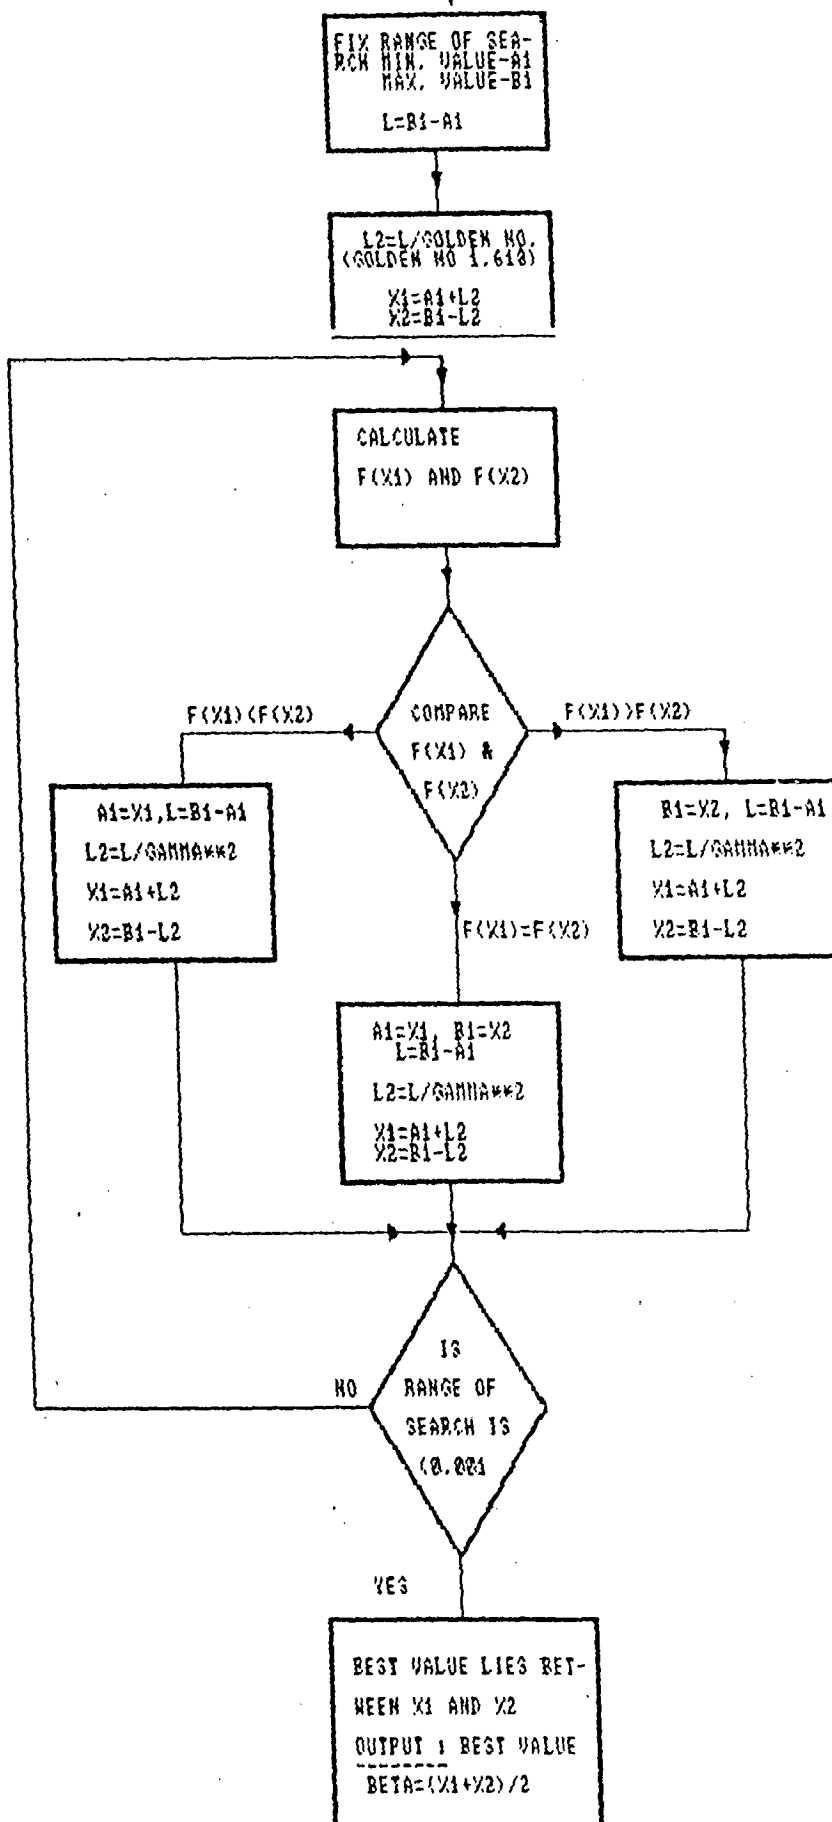 FIX RANGE OF SEA-
RCH MIN. VALUE-A1
MAX. VALUE-B1
L=B1-A1
L2=L/GOLDEN NO.
(GOLDEN NO 1.618)
X1=A1+L2
X2=B1-L2
CALCULATE
F(X1) AND F(X2)
COMPARE
F(X1) &
F(X2)
F(X1)<F(X2)
F(X1)>F(X2)
A1=X1,L=B1-A1
L2=L/GAMMA**2
X1=A1+L2
X2=B1-L2
B1=X2, L=B1-A1
L2=L/GAMMA**2
X1=A1+L2
X2=B1-L2
F(X1)=F(X2)
A1=X1, B1=X2
L=B1-A1
L2=L/GAMMA**2
X1=A1+L2
X2=B1-L2
IS
RANGE OF
SEARCH IS
<0.001
NO
YES
BEST VALUE LIES BET-
WEEN X1 AND X2
OUTPUT : BEST VALUE
BETA=(X1+X2)/2